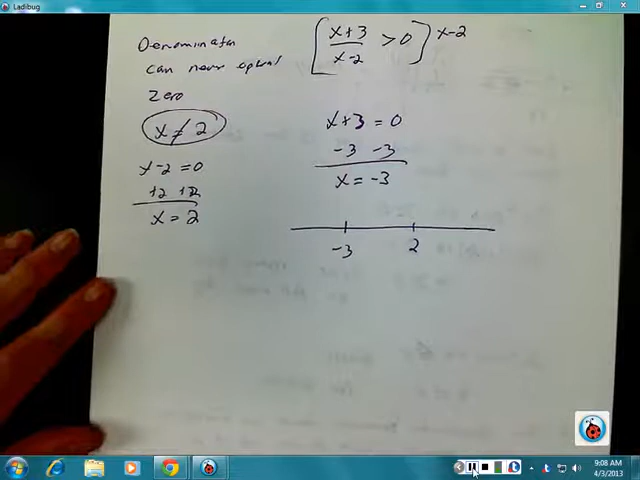 Ladibug
Denominator
can never equal
zero
x ≠ 2
x-2 = 0
+2 +2
x = 2
[x+3/x-2 > 0] x-2
x+3 = 0
-3 -3
x = -3
-3 2
9:08 AM
4/3/2013